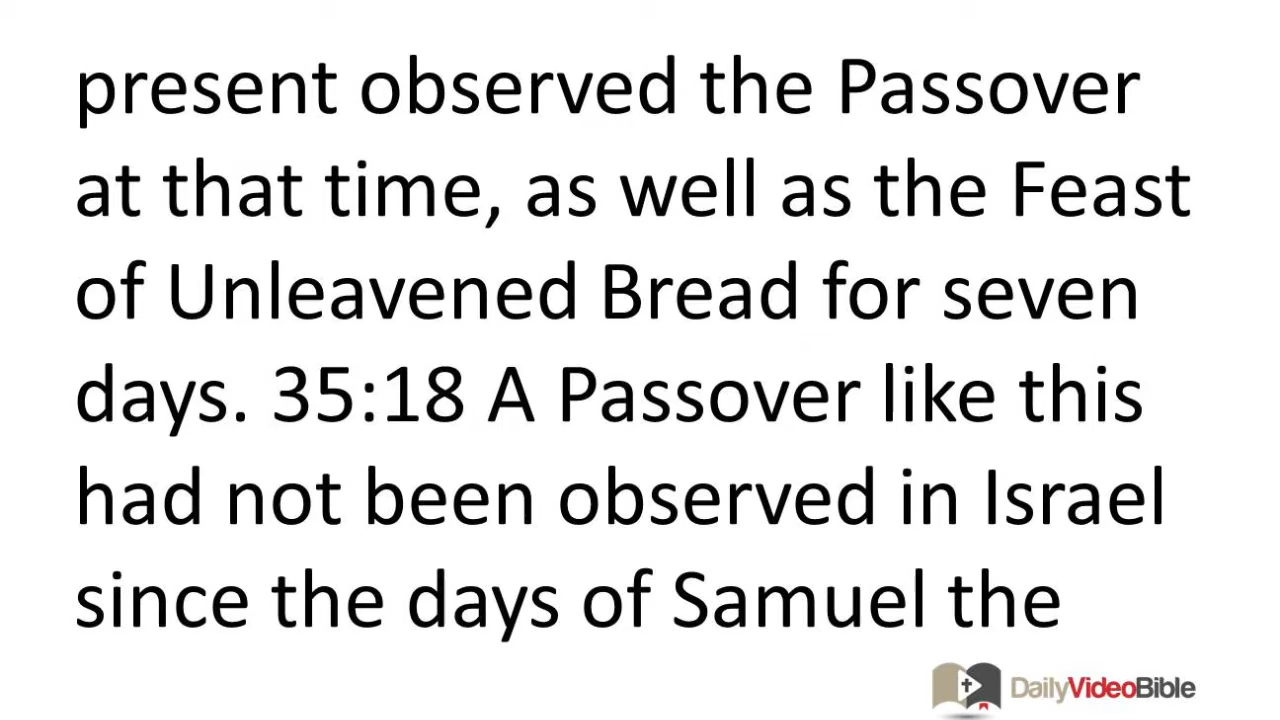 present observed the Passover
at that time, as well as the Feast
of Unleavened Bread for seven
days. 35:18 A Passover like this
had not been observed in Israel
since the days of Samuel the
DailyVideoBible